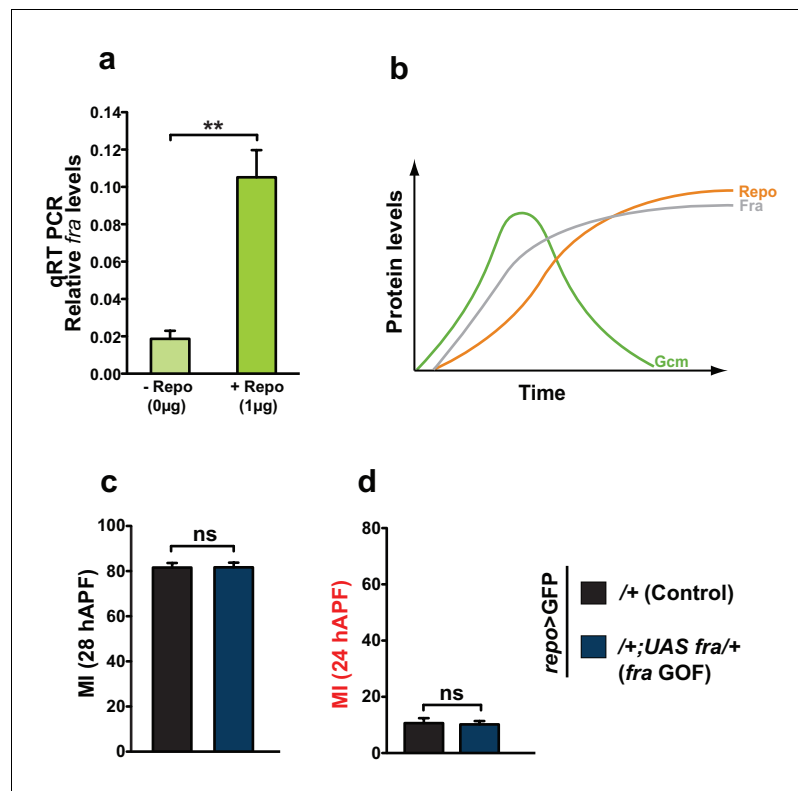 a
qRT PCR
Relative fra levels
0.14
0.12
0.10
0.08
0.06
0.04
0.02
0.00
**
- Repo
(0µg)
+ Repo
(1µg)
b
Protein levels
Repo
Fra
Gcm
Time
c
MI (28 hAPF)
100
80
60
40
20
0
ns
d
MI (24 hAPF)
80
60
40
20
0
ns
repo>GFP
/+ (Control)
/+;UAS fra/+
(fra GOF)